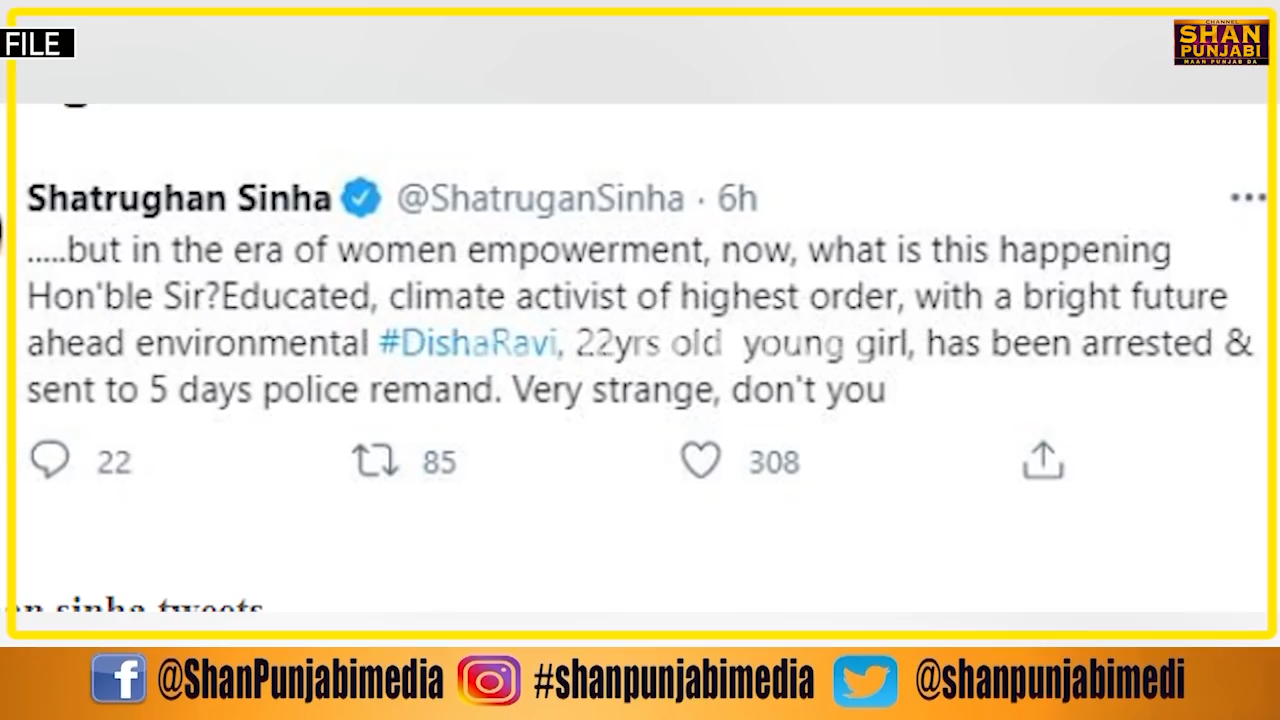 FILE
CHANNEL
SHAN
PUNJABI
MAAN PUNJAB DA
Shatrughan Sinha @ShatruganSinha · 6h
.....but in the era of women empowerment, now, what is this happening
Hon'ble Sir?Educated, climate activist of highest order, with a bright future
ahead environmental #DishaRavi, 22yrs old young girl, has been arrested &
sent to 5 days police remand. Very strange, don't you
22 85 308
sinha tweets
@ShanPunjabimedia #shanpunjabimedia @shanpunjabimedi